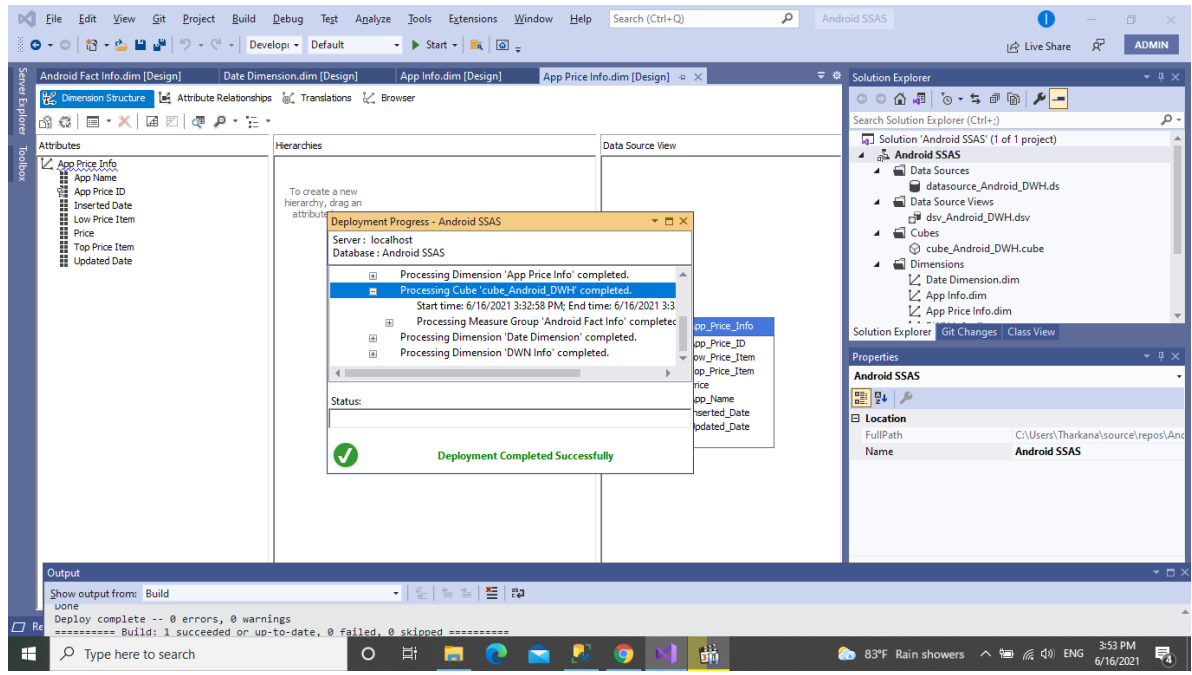 File Edit View Git Project Build Debug Test Analyze Tools Extensions Window Help Search (Ctrl+Q) Android SSAS
Develop Default Start Live Share ADMIN
Server Explorer
Toolbox
Android Fact Info.dim [Design] Date Dimension.dim [Design] App Info.dim [Design] App Price Info.dim [Design]
Dimension Structure Attribute Relationships Translations Browser
Attributes
App Price Info
App Name
App Price ID
Inserted Date
Low Price Item
Price
Top Price Item
Updated Date
Hierarchies
To create a new
hierarchy, drag an
Data Source View
App_Price_Info
App_Price_ID
Low_Price_Item
Top_Price_Item
Price
App_Name
Inserted_Date
Updated_Date
Deployment Progress - Android SSAS
Server : localhost
Database : Android SSAS
Processing Dimension 'App Price Info' completed.
Processing Cube 'cube_Android_DWH' completed.
Start time: 6/16/2021 3:32:58 PM; End time: 6/16/2021 3:3
Processing Measure Group 'Android Fact Info' completed
Processing Dimension 'Date Dimension' completed.
Processing Dimension 'DWN Info' completed.
Status:
Deployment Completed Successfully
Solution Explorer
Search Solution Explorer (Ctrl+;)
Solution 'Android SSAS' (1 of 1 project)
Android SSAS
Data Sources
datasource_Android_DWH.ds
Data Source Views
dsv_Android_DWH.dsv
Cubes
cube_Android_DWH.cube
Dimensions
Date Dimension.dim
App Info.dim
App Price Info.dim
Solution Explorer Git Changes Class View
Properties
Android SSAS
Location
FullPath C:\Users\Tharkana\source\repos\And
Name Android SSAS
Output
Show output from: Build
Done
Deploy complete -- 0 errors, 0 warnings
========== Build: 1 succeeded or up-to-date, 0 failed, 0 skipped ==========
Re
Type here to search 83°F Rain showers ENG 3:53 PM
6/16/2021 4